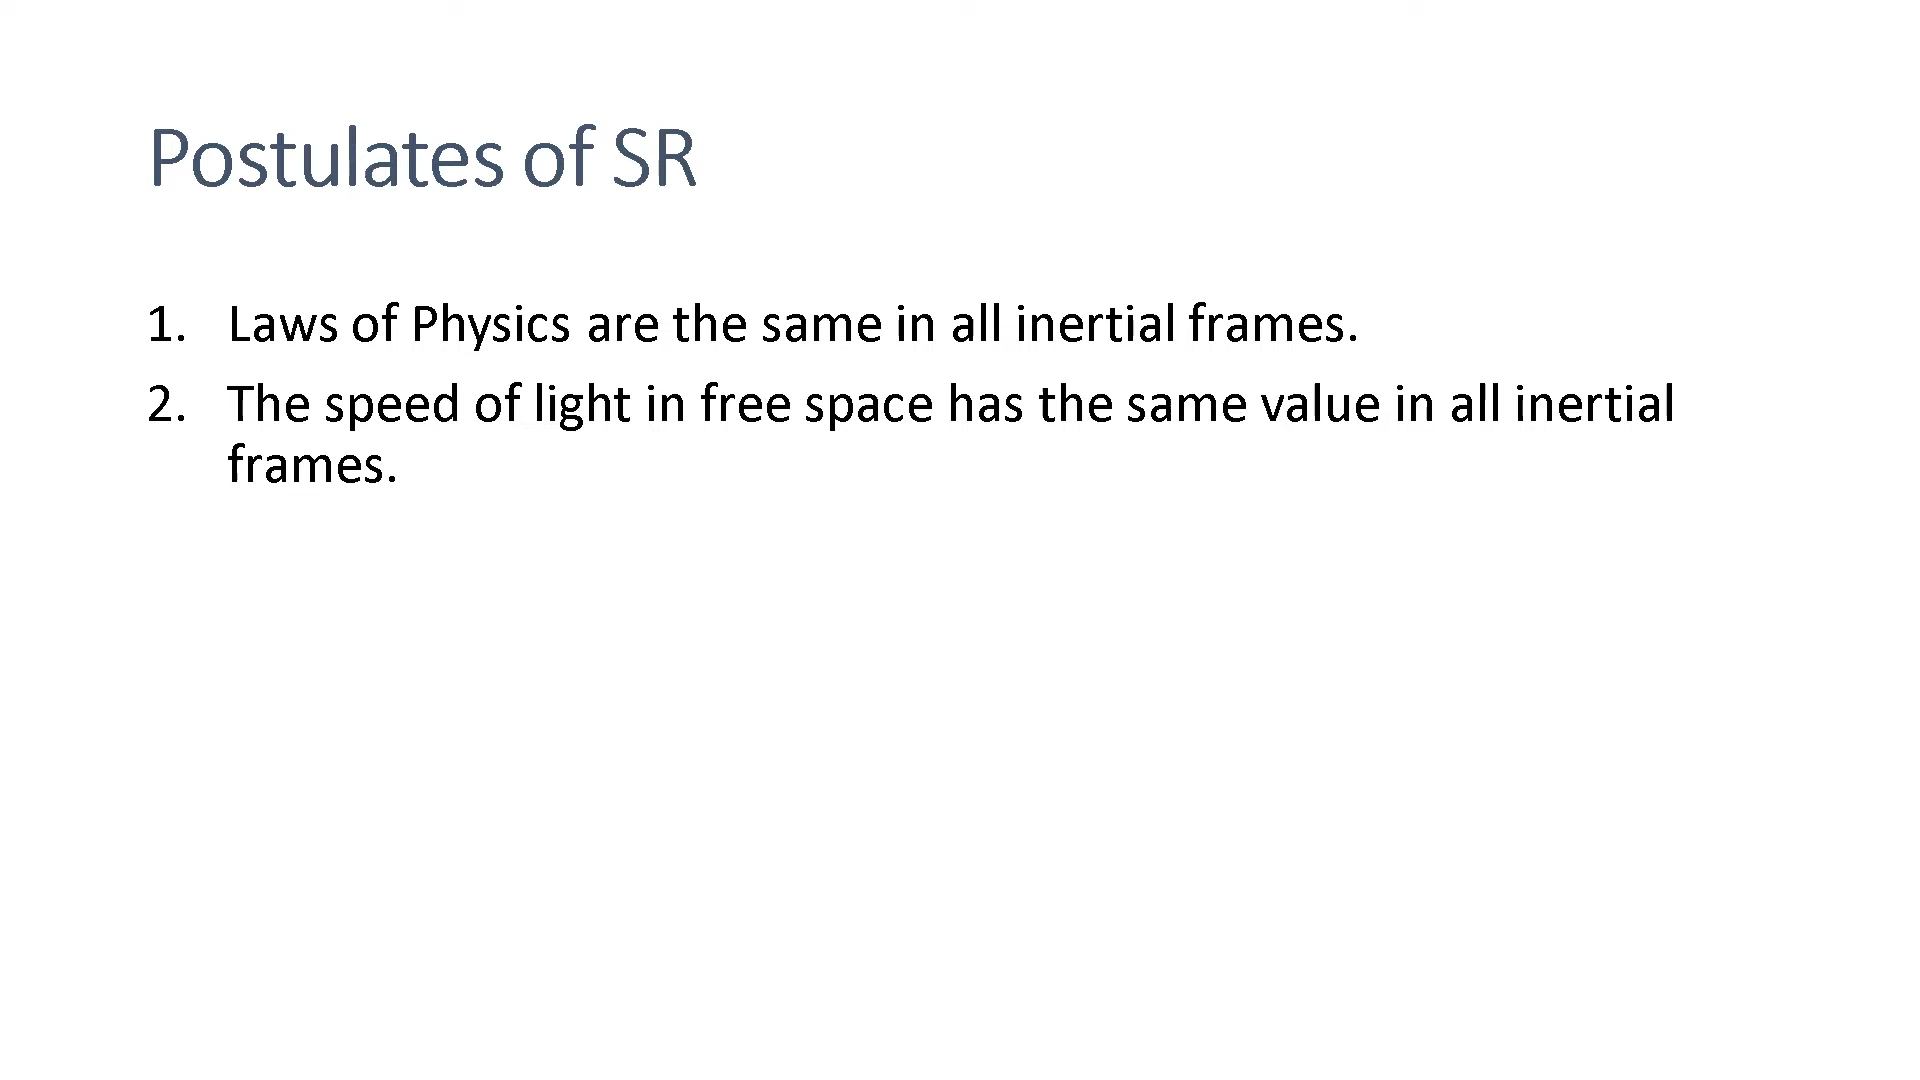 Postulates of SR
1. Laws of Physics are the same in all inertial frames.
2. The speed of light in free space has the same value in all inertial
frames.